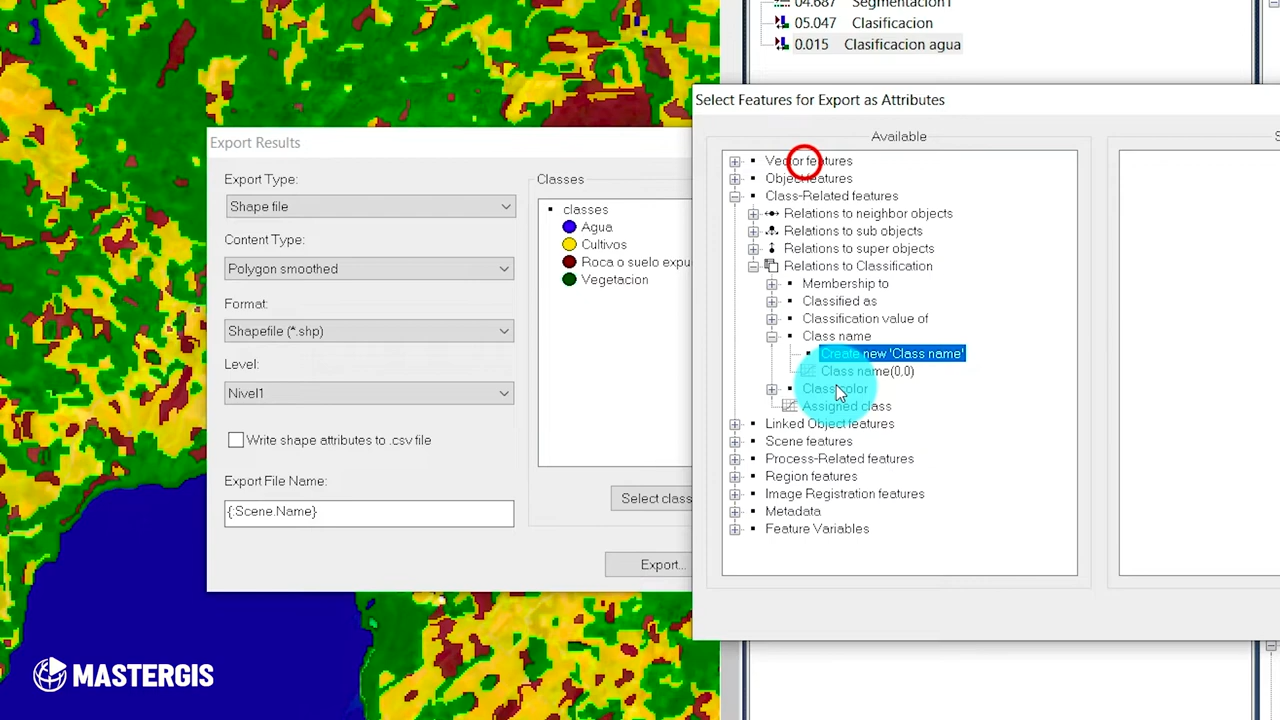 04.687 Segmentacion1
05.047 Clasificacion
0.015 Clasificacion agua
Select Features for Export as Attributes
Available
Vector features
Object features
Class-Related features
Relations to neighbor objects
Relations to sub objects
Relations to super objects
Relations to Classification
Membership to
Classified as
Classification value of
Class name
Create new 'Class name'
Class name(0,0)
Class color
Assigned class
Linked Object features
Scene features
Process-Related features
Region features
Image Registration features
Metadata
Feature Variables
Export Results
Export Type:
Shape file
Content Type:
Polygon smoothed
Format:
Shapefile (*.shp)
Level:
Nivel1
Write shape attributes to .csv file
Export File Name:
{:Scene.Name}
Classes
classes
Agua
Cultivos
Roca o suelo expu
Vegetacion
Select class
Export...
MASTERGIS